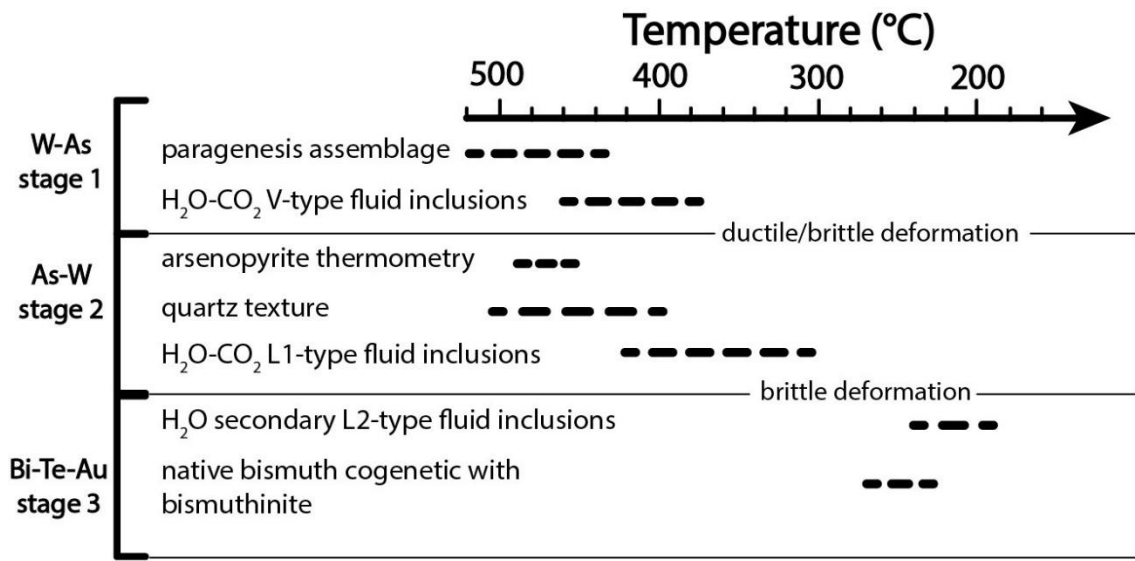 Temperature (°C)
500 400 300 200
W-As
stage 1
paragenesis assemblage
H₂O-CO₂ V-type fluid inclusions
ductile/brittle deformation
As-W
stage 2
arsenopyrite thermometry
quartz texture
H₂O-CO₂ L1-type fluid inclusions
brittle deformation
Bi-Te-Au
stage 3
H₂O secondary L2-type fluid inclusions
native bismuth cogenetic with
bismuthinite